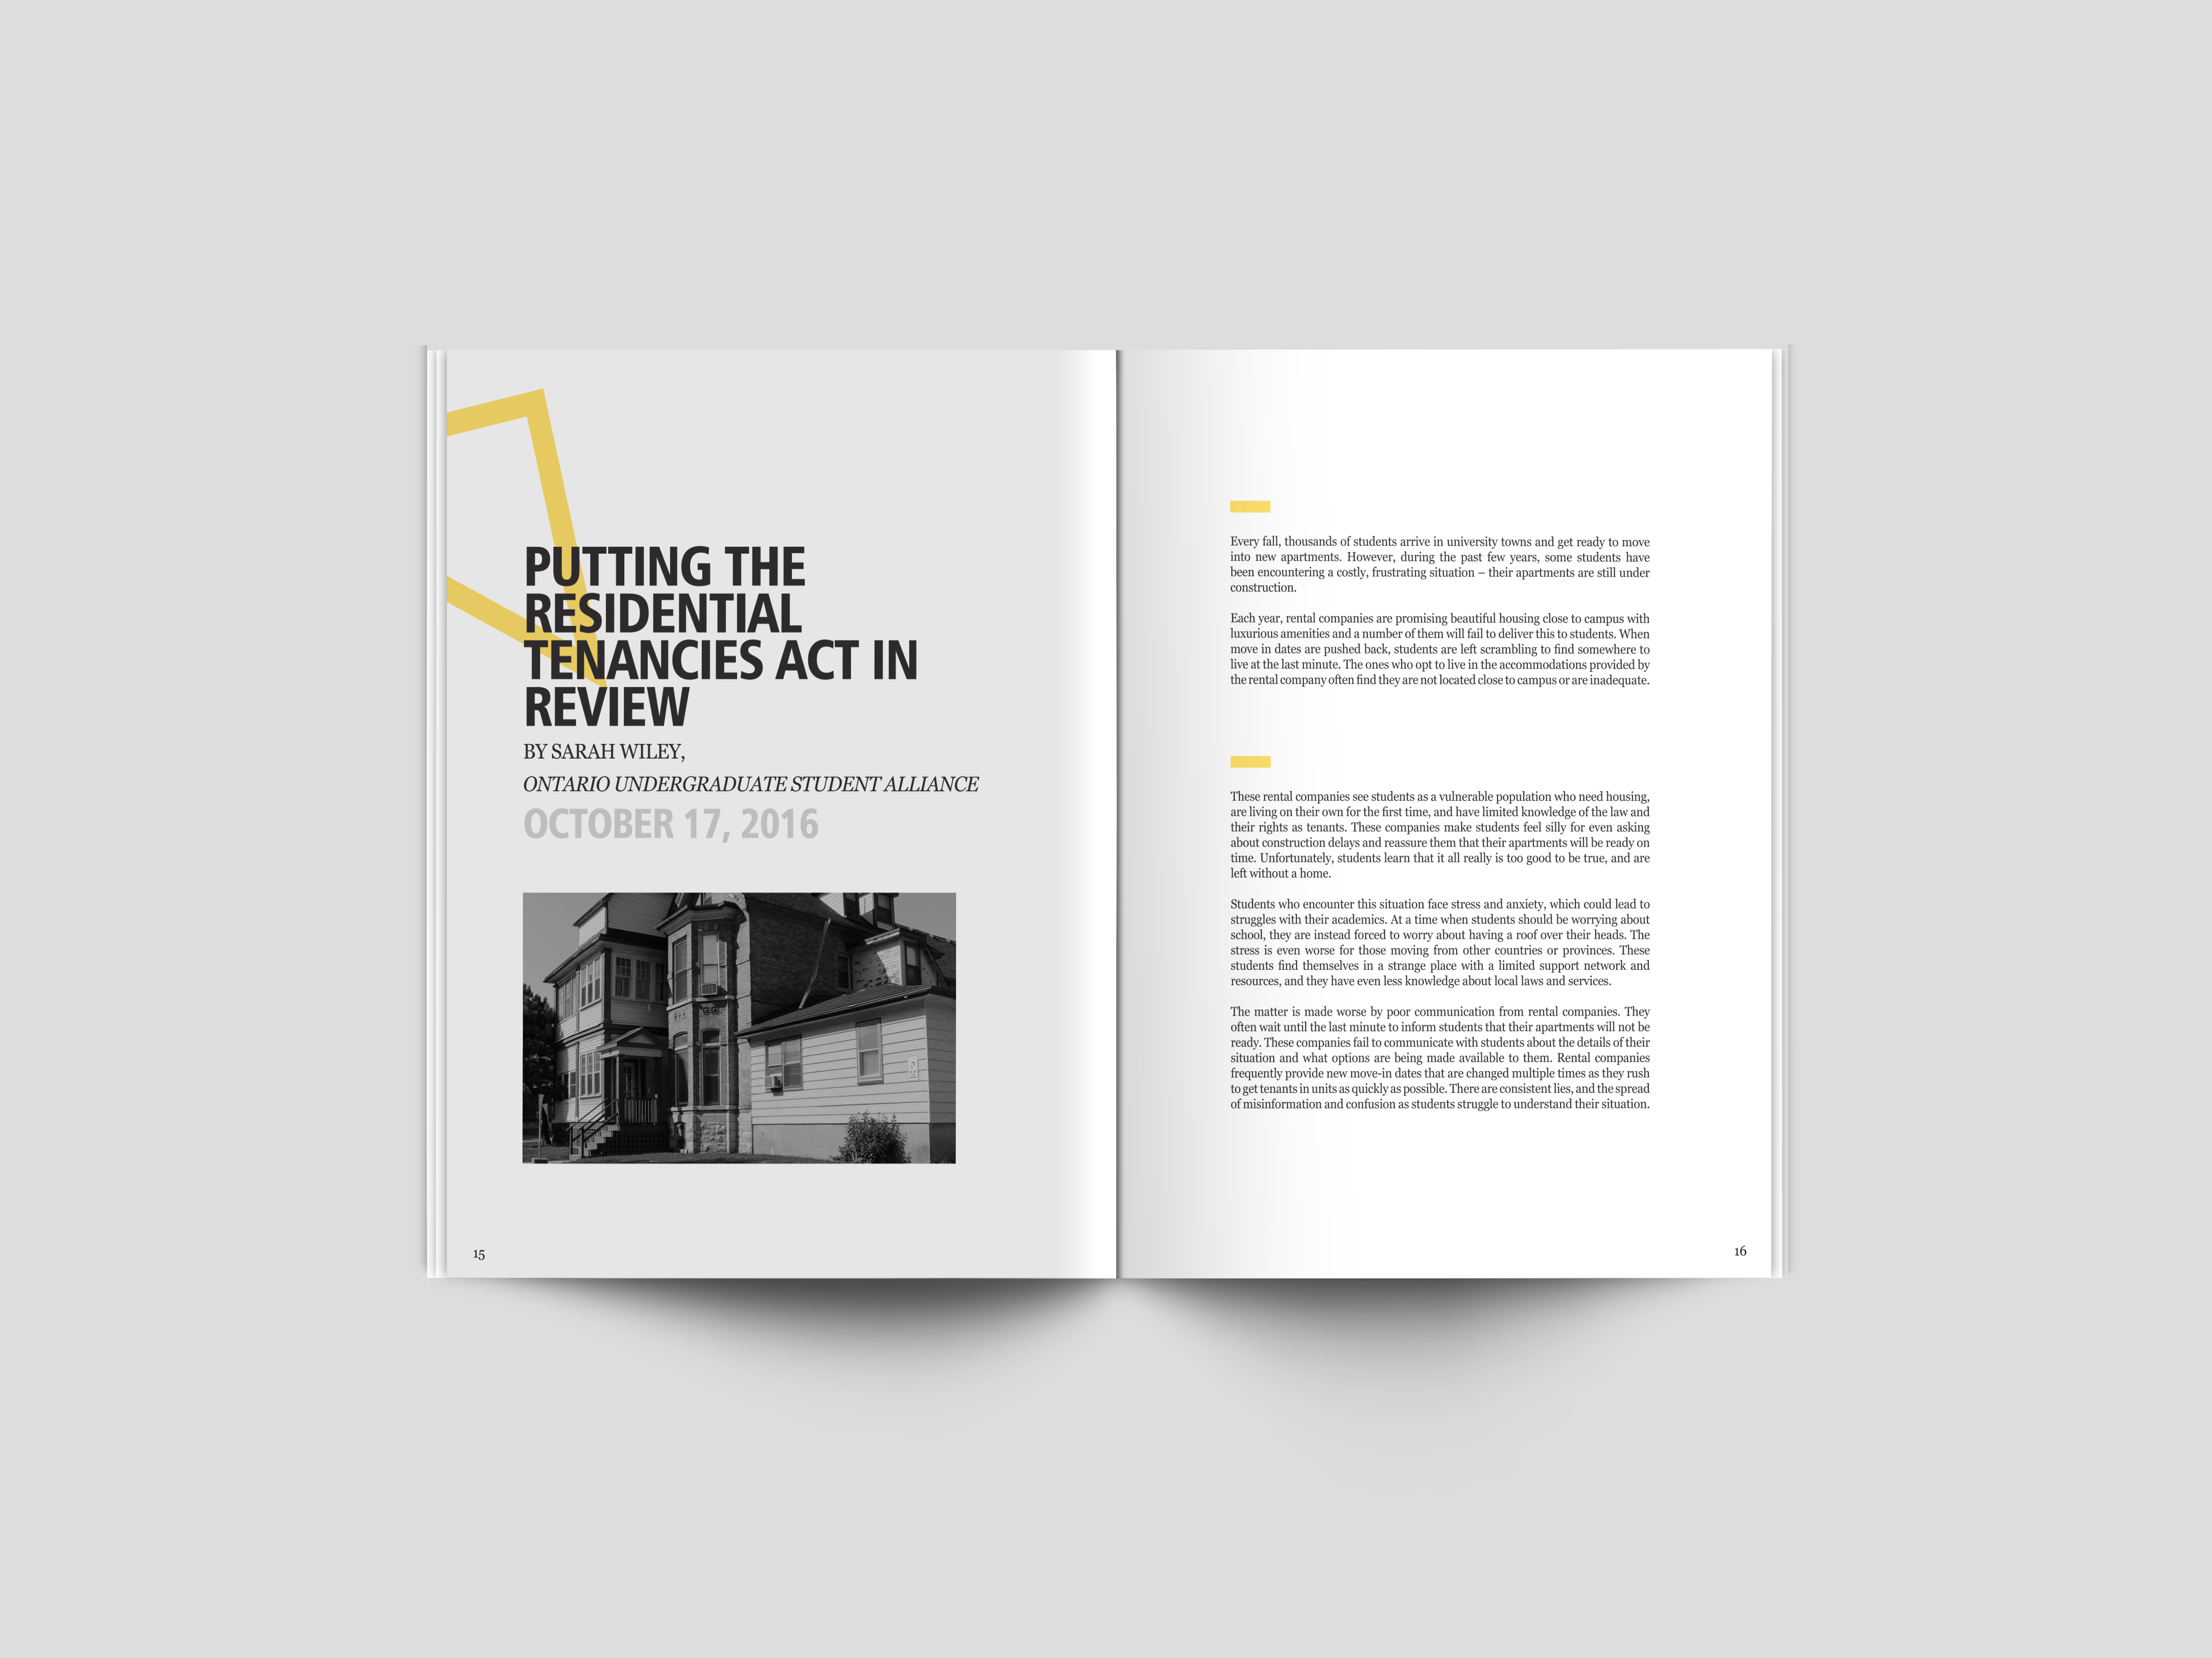 PUTTING THE
RESIDENTIAL
TENANCIES ACT IN
REVIEW
BY SARAH WILEY,
ONTARIO UNDERGRADUATE STUDENT ALLIANCE
OCTOBER 17, 2016
15
Every fall, thousands of students arrive in university towns and get ready to move
into new apartments. However, during the past few years, some students have
been encountering a costly, frustrating situation – their apartments are still under
construction.
Each year, rental companies are promising beautiful housing close to campus with
luxurious amenities and a number of them will fail to deliver this to students. When
move in dates are pushed back, students are left scrambling to find somewhere to
live at the last minute. The ones who opt to live in the accommodations provided by
the rental company often find they are not located close to campus or are inadequate.
These rental companies see students as a vulnerable population who need housing,
are living on their own for the first time, and have limited knowledge of the law and
their rights as tenants. These companies make students feel silly for even asking
about construction delays and reassure them that their apartments will be ready on
time. Unfortunately, students learn that it all really is too good to be true, and are
left without a home.
Students who encounter this situation face stress and anxiety, which could lead to
struggles with their academics. At a time when students should be worrying about
school, they are instead forced to worry about having a roof over their heads. The
stress is even worse for those moving from other countries or provinces. These
students find themselves in a strange place with a limited support network and
resources, and they have even less knowledge about local laws and services.
The matter is made worse by poor communication from rental companies. They
often wait until the last minute to inform students that their apartments will not be
ready. These companies fail to communicate with students about the details of their
situation and what options are being made available to them. Rental companies
frequently provide new move-in dates that are changed multiple times as they rush
to get tenants in units as quickly as possible. There are consistent lies, and the spread
of misinformation and confusion as students struggle to understand their situation.
16